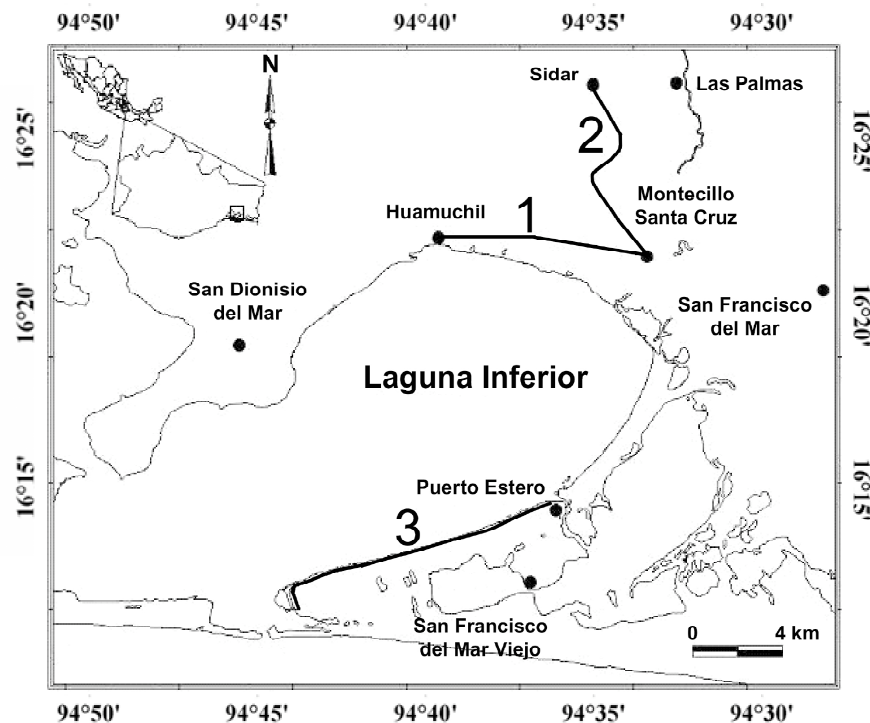 94°50' 94°45' 94°40' 94°35' 94°30'
N
Sidar
Las Palmas
16°25'
16°25'
2
Montecillo
Santa Cruz
Huamuchil
1
San Dionisio
del Mar
San Francisco
del Mar
16°20'
16°20'
Laguna Inferior
Puerto Estero
16°15'
16°15'
3
San Francisco
del Mar Viejo
0 4 km
94°50' 94°45' 94°40' 94°35' 94°30'